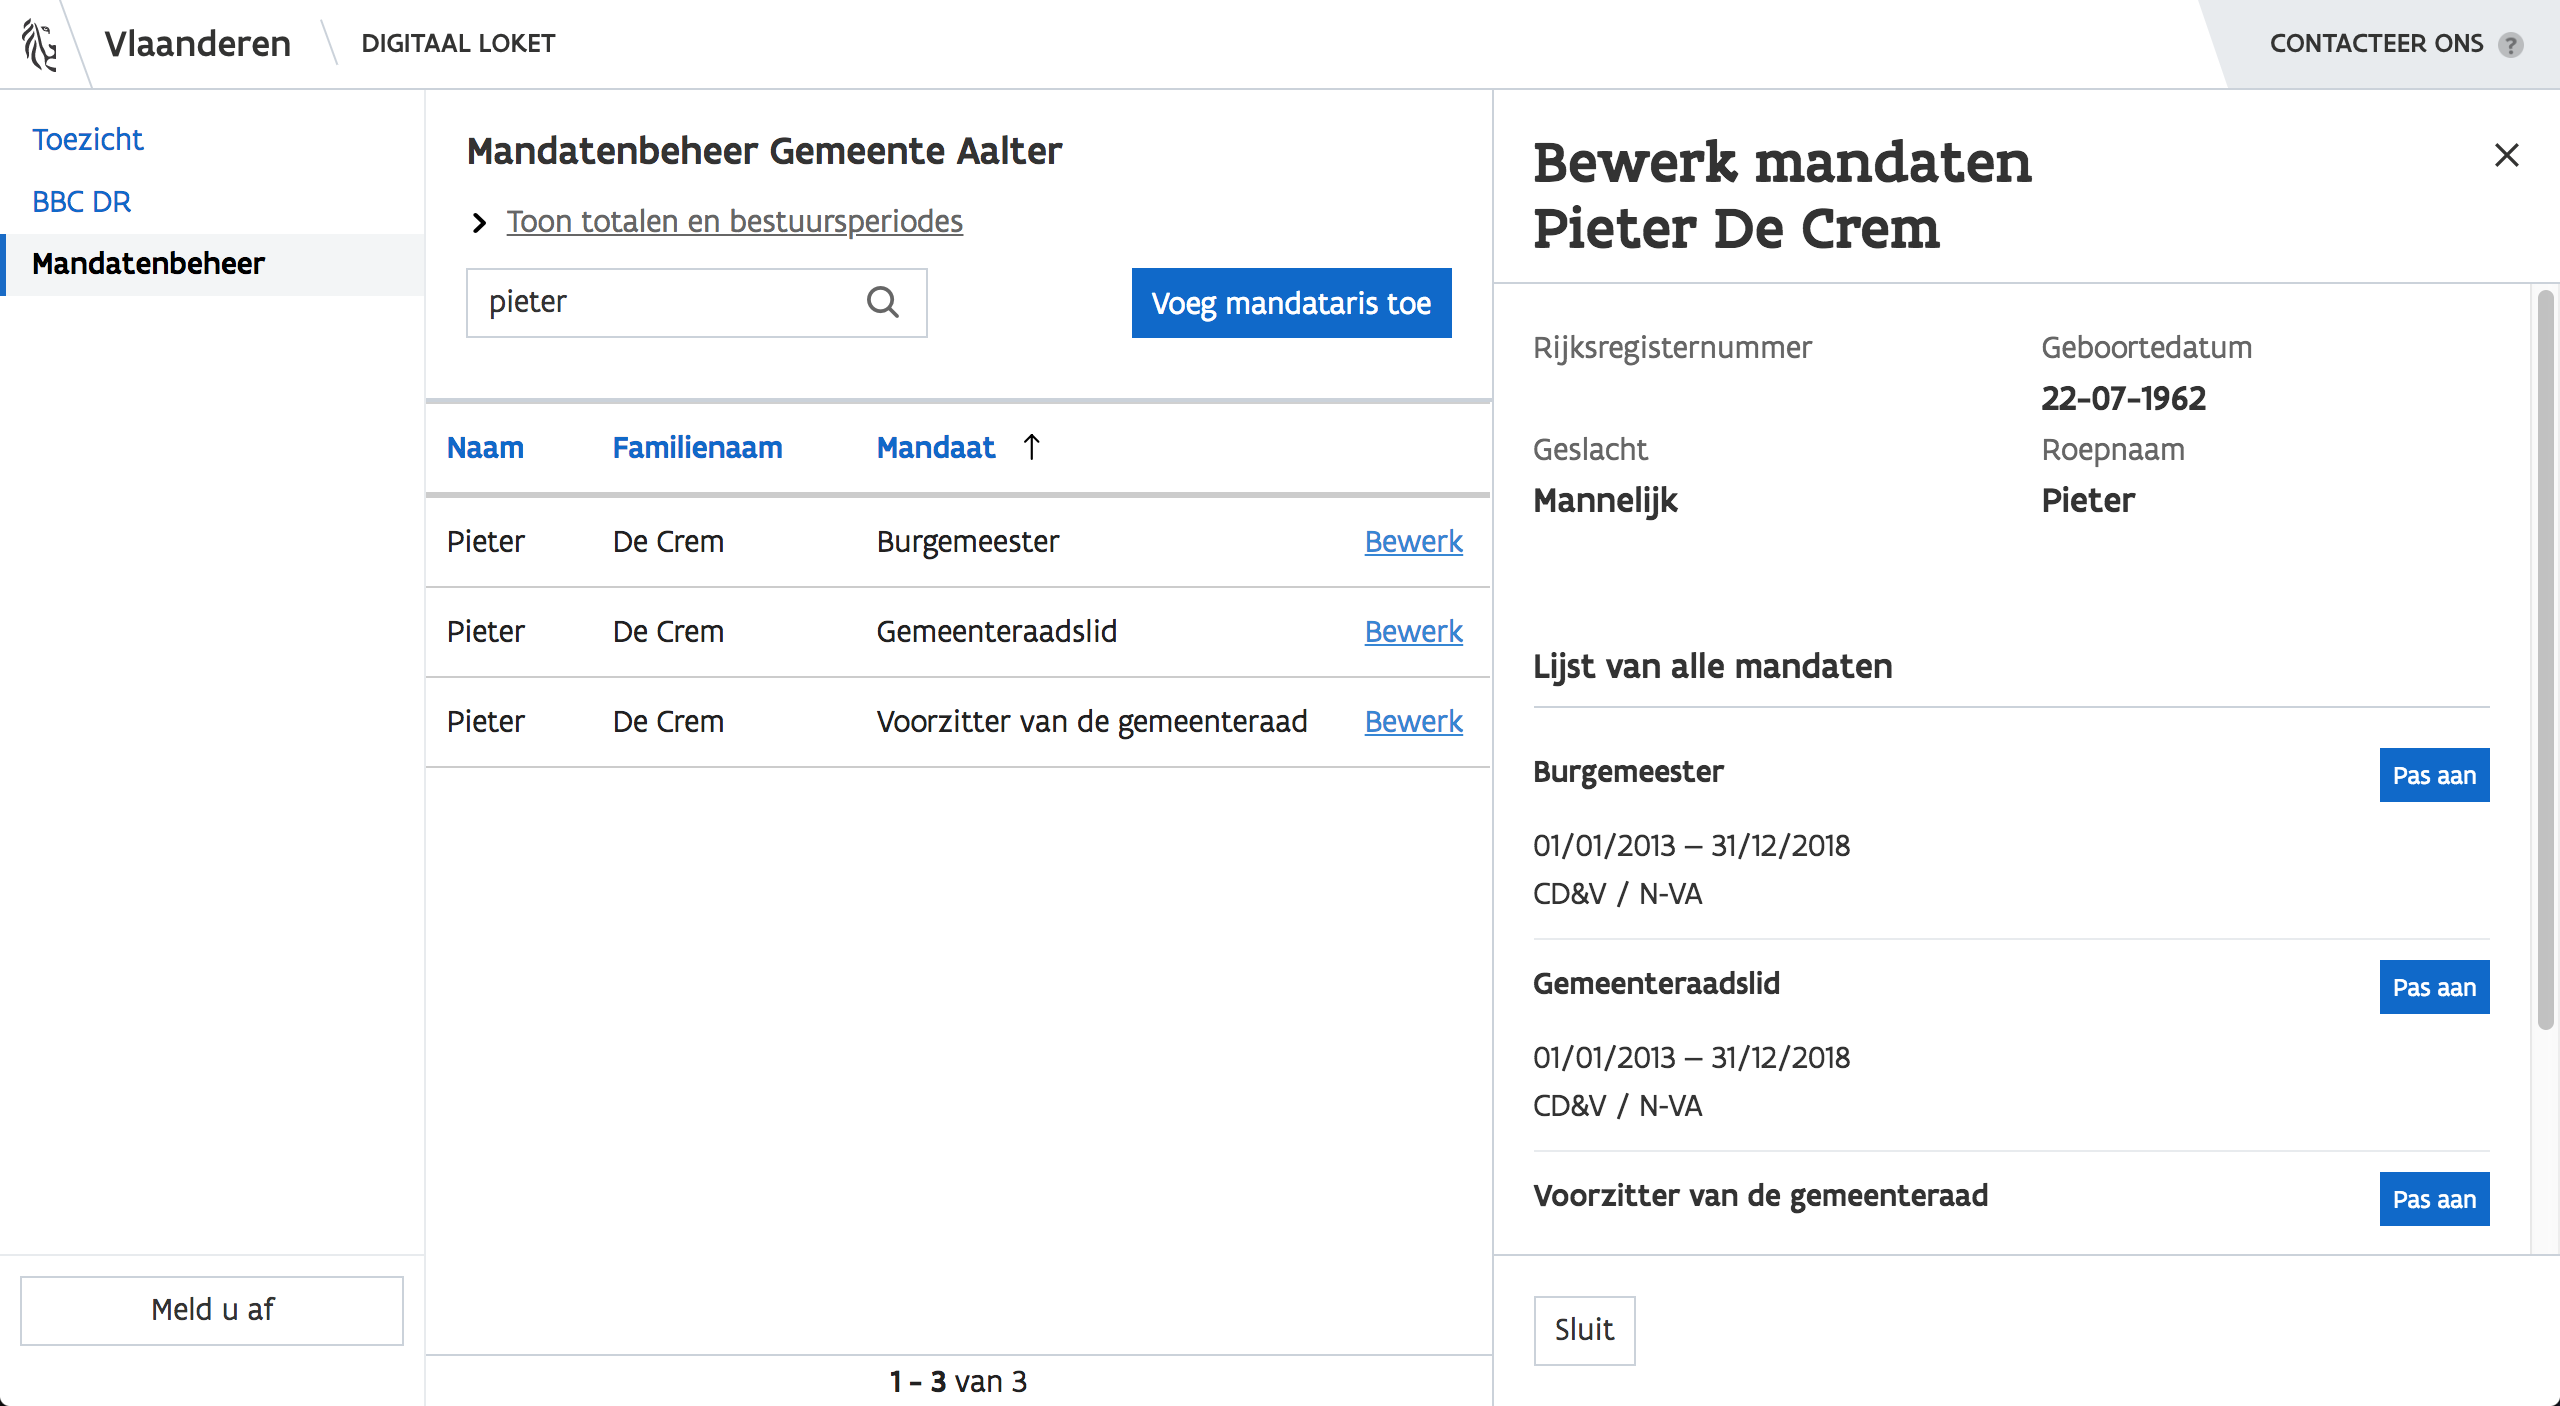 Vlaanderen
DIGITAAL LOKET
CONTACTEER ONS ?
Toezicht
BBC DR
Mandatenbeheer
Meld u af
Mandatenbeheer Gemeente Aalter
Toon totalen en bestuursperiodes
pieter
Voeg mandataris toe
Naam Familienaam Mandaat ↑
Pieter De Crem Burgemeester Bewerk
Pieter De Crem Gemeenteraadslid Bewerk
Pieter De Crem Voorzitter van de gemeenteraad Bewerk
1 - 3 van 3
Bewerk mandaten
Pieter De Crem
Rijksregisternummer
Geboortedatum
22-07-1962
Geslacht
Mannelijk
Roepnaam
Pieter
Lijst van alle mandaten
Burgemeester
Pas aan
01/01/2013 – 31/12/2018
CD&V / N-VA
Gemeenteraadslid
Pas aan
01/01/2013 – 31/12/2018
CD&V / N-VA
Voorzitter van de gemeenteraad
Pas aan
Sluit